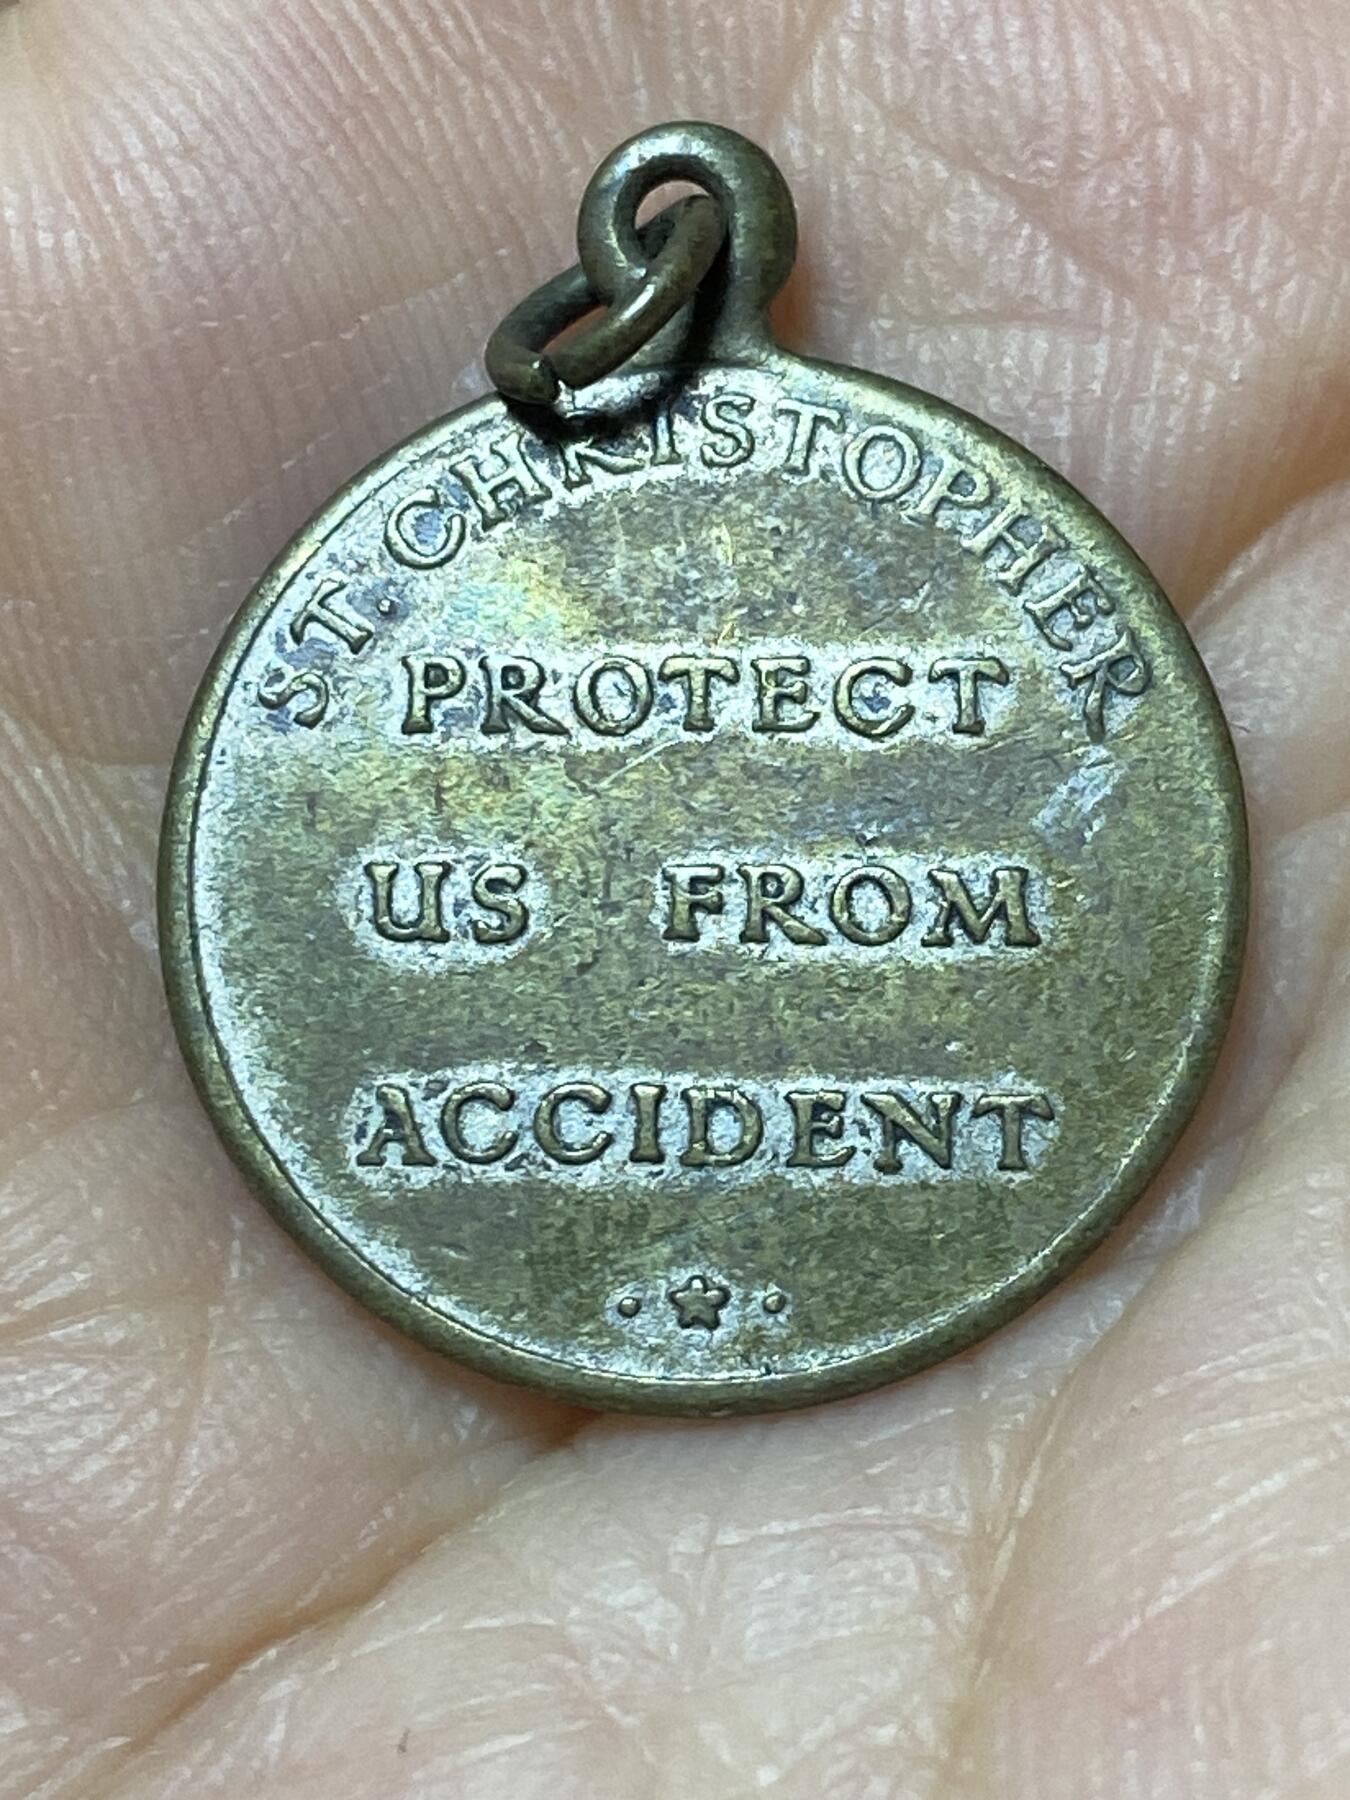 ST. CHRISTOPHER
PROTECT
US FROM
ACCIDENT